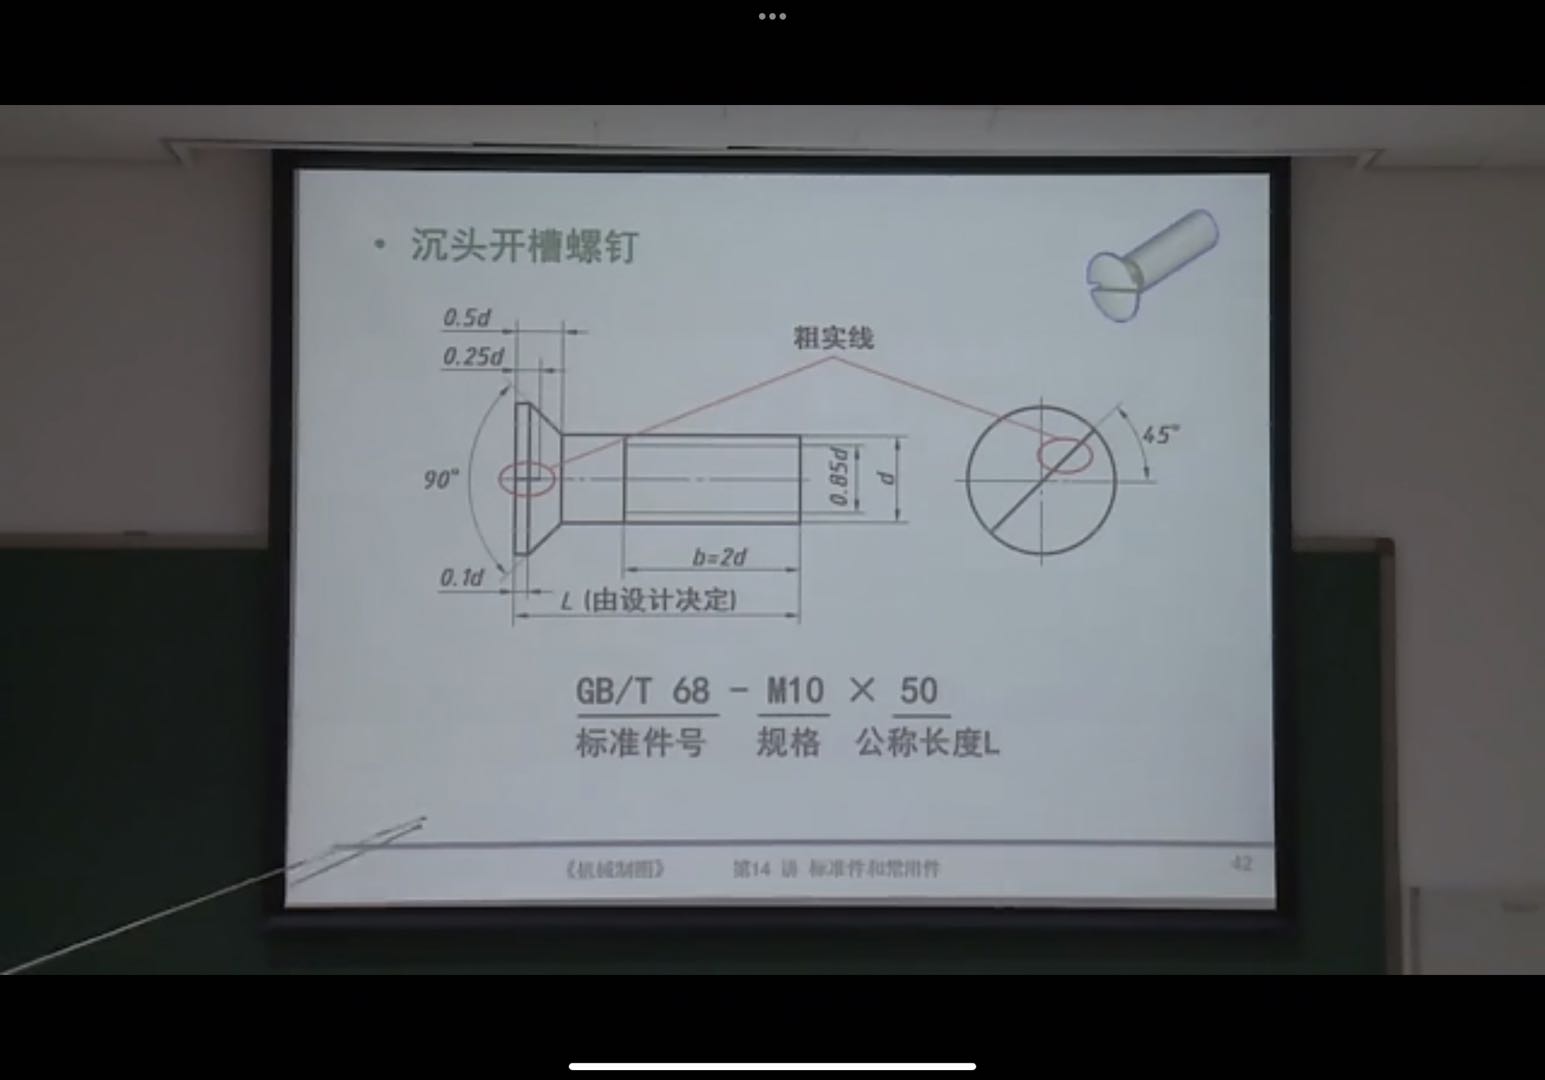 • 沉头开槽螺钉
0.5d
0.25d
粗实线
90°
0.85d
d
45°
b=2d
0.1d
L (由设计决定)
GB/T 68 - M10 × 50
标准件号 规格 公称长度L
《机械制图》 第14 讲 标准件和常用件 42